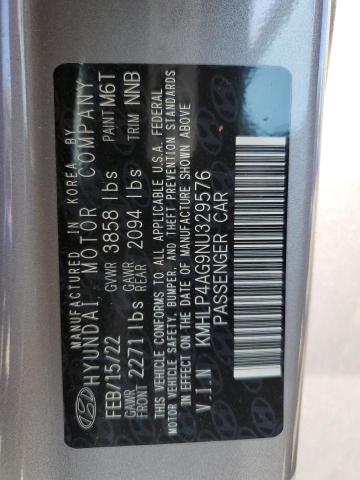 MANUFACTURED IN KOREA BY
HYUNDAI MOTOR COMPANY
FEB/15/22 GVWR 3858 lbs PAINT M6T
GAWR FRONT 2271 lbs GAWR REAR 2094 lbs TRIM NNB
THIS VEHICLE CONFORMS TO ALL APPLICABLE U.S.A. FEDERAL
MOTOR VEHICLE SAFETY, BUMPER, AND THEFT PREVENTION
STANDARDS IN EFFECT ON THE DATE OF MANUFACTURE SHOWN ABOVE
V.I.N KMHLP4AG9NU329576
PASSENGER CAR